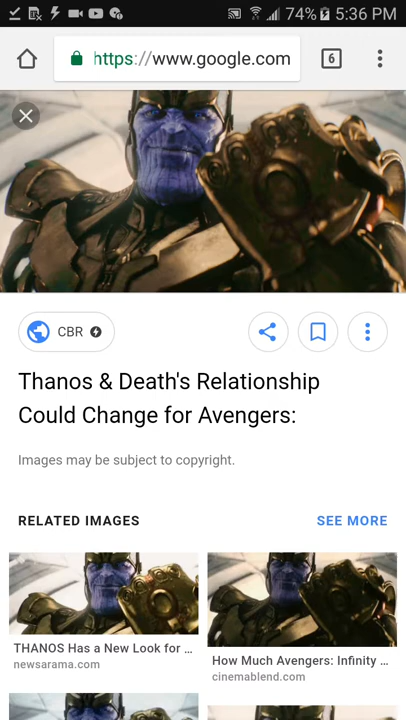 74% 5:36 PM
https://www.google.com
6
CBR
Thanos & Death's Relationship
Could Change for Avengers:
Images may be subject to copyright.
RELATED IMAGES SEE MORE
THANOS Has a New Look for ...
newsarama.com
How Much Avengers: Infinity ...
cinemablend.com